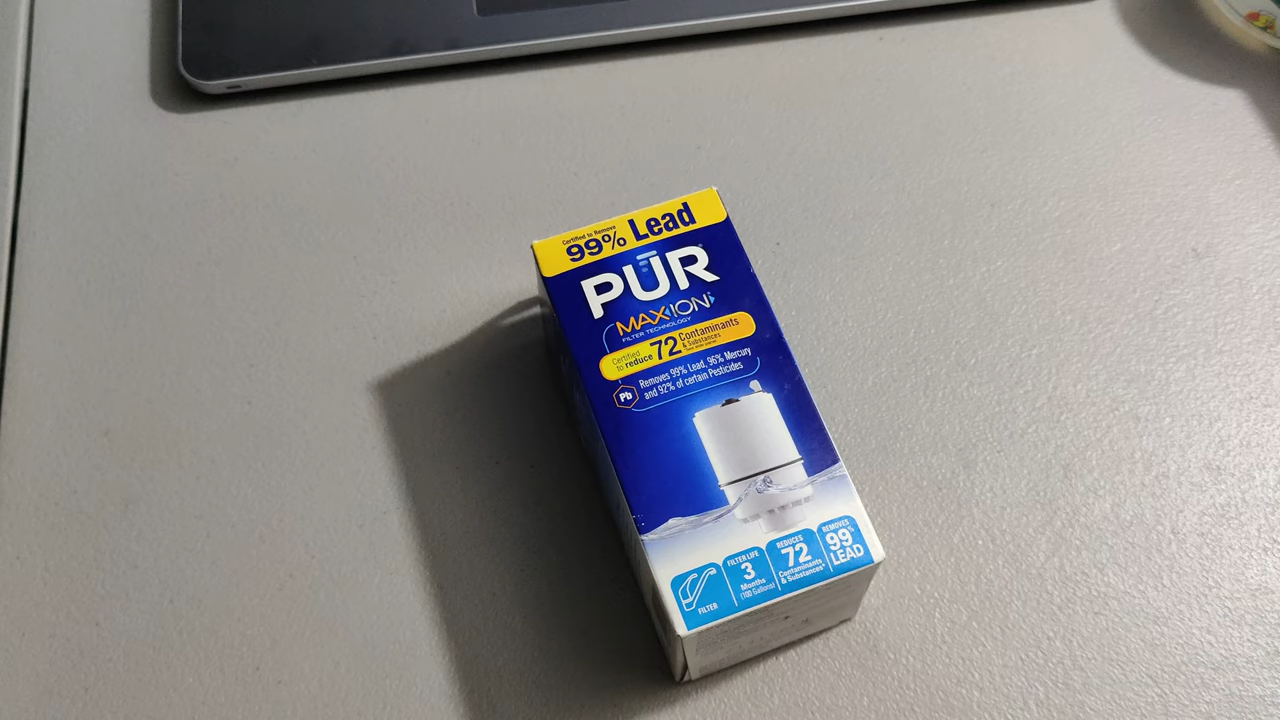 Certified to Remove
99% Lead
PŪR
MAXION
FILTER TECHNOLOGY
Certified to reduce 72 Contaminants & Substances
Removes 99% Lead, 96% Mercury
and 92% of certain Pesticides
Pb
FILTER
FILTER LIFE
3
Months
(100 Gallons)
REDUCES
72
Contaminants
& Substances*
REMOVES
99%
LEAD